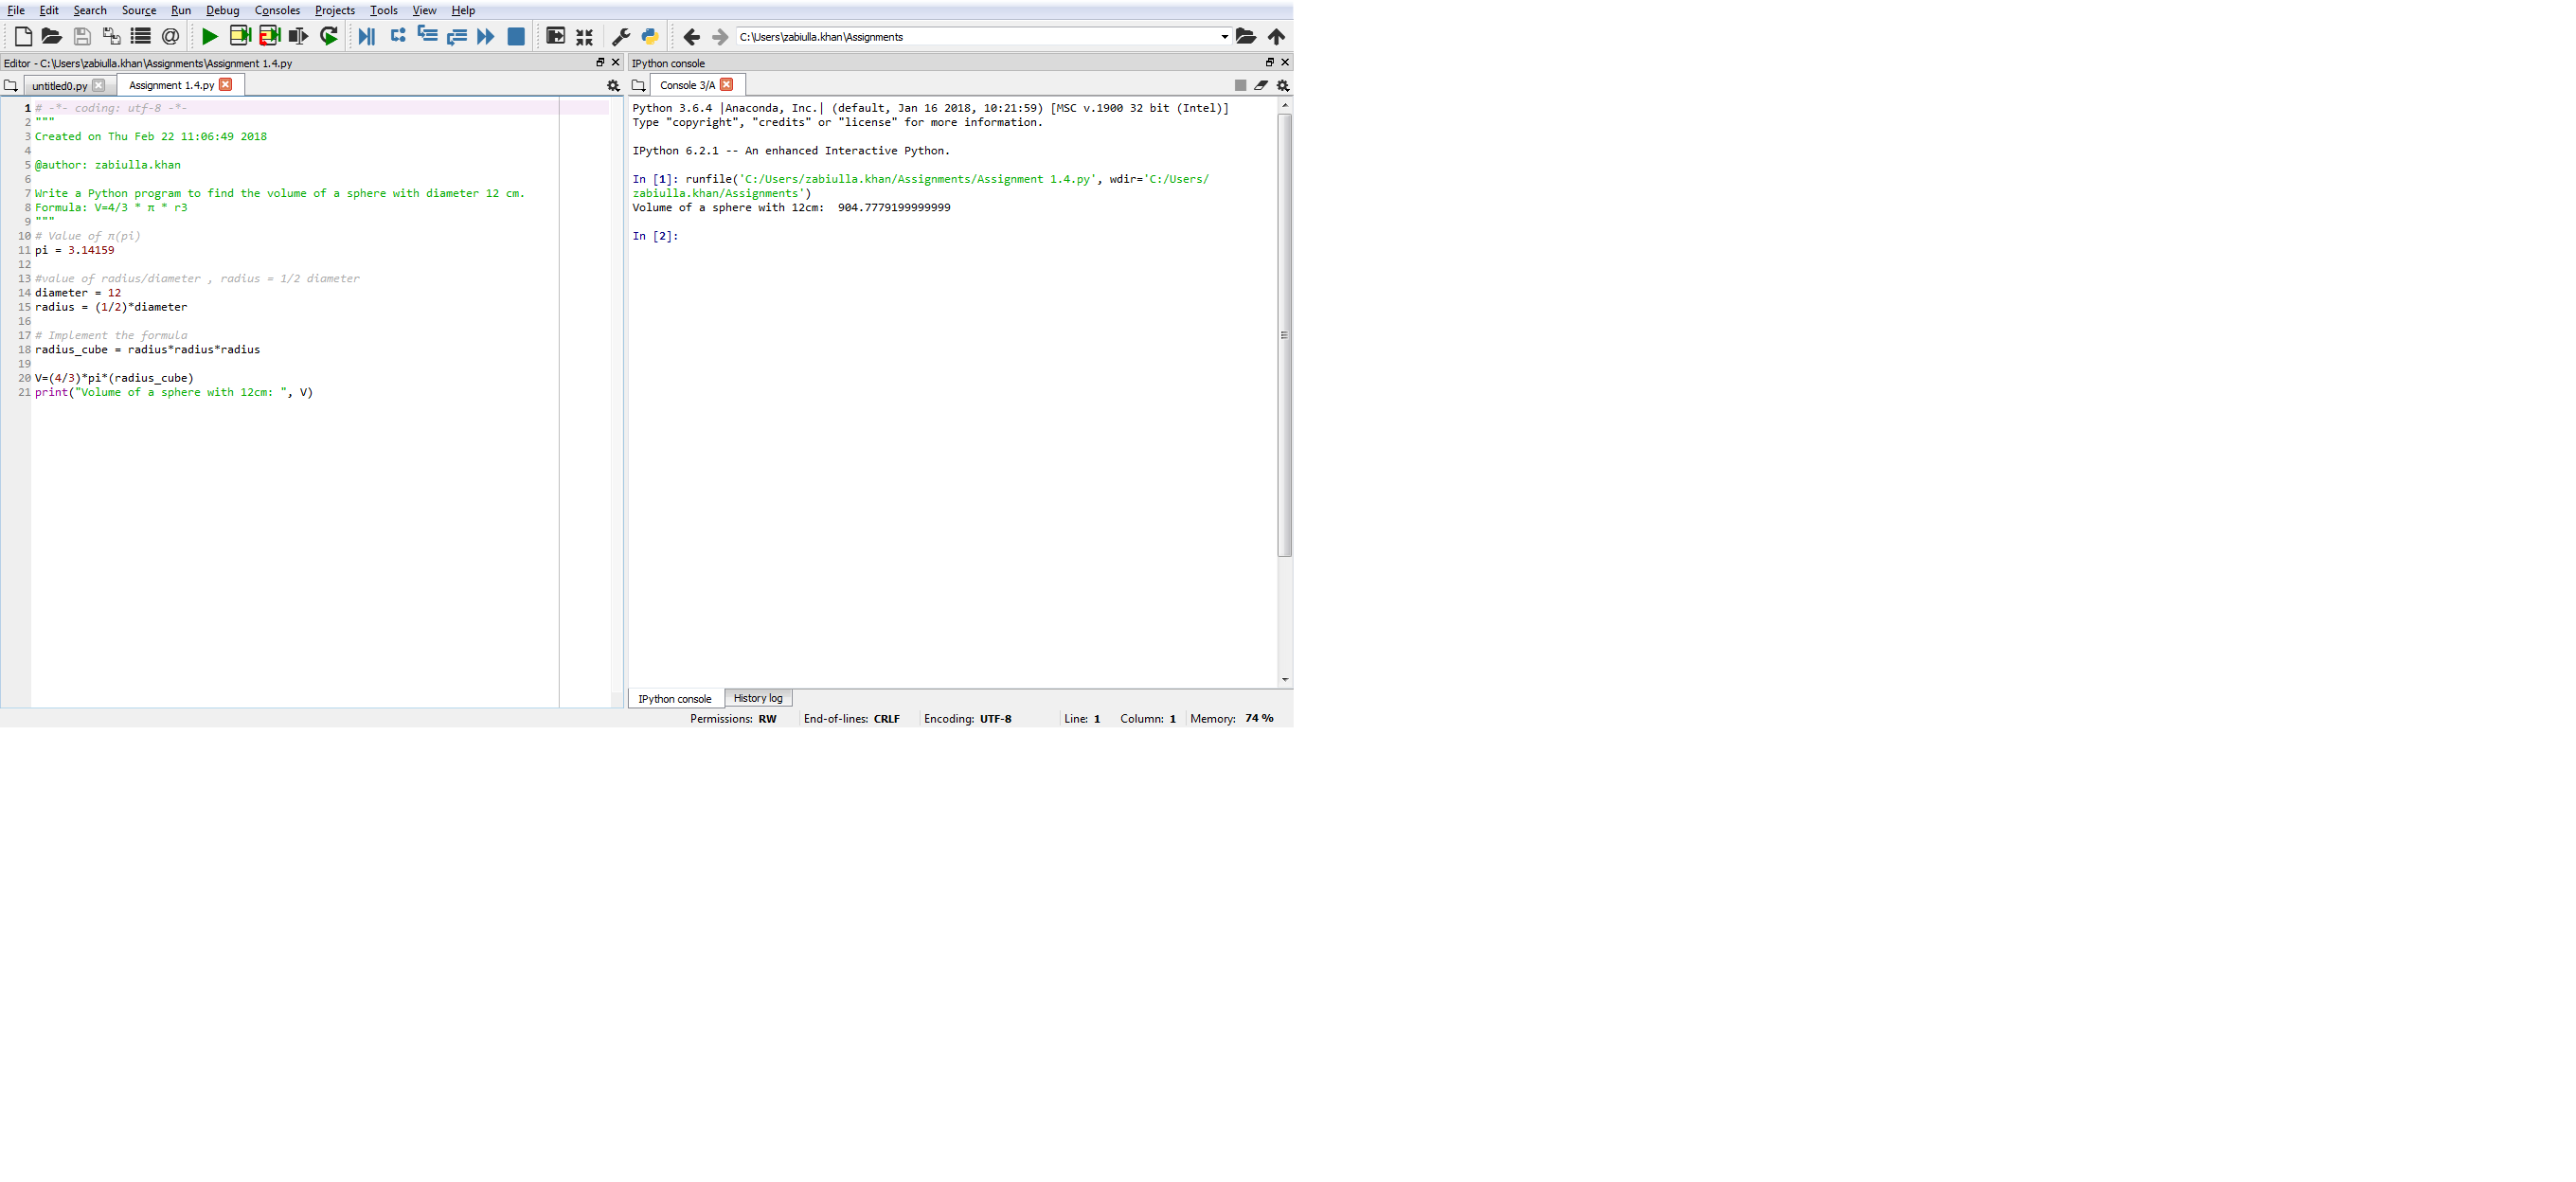 File Edit Search Source Run Debug Consoles Projects Tools View Help
C:\Users\zabiulla.khan\Assignments
Editor - C:\Users\zabiulla.khan\Assignments\Assignment 1.4.py
untitled0.py Assignment 1.4.py
1 # -*- coding: utf-8 -*-
2 """
3 Created on Thu Feb 22 11:06:49 2018
4
5 @author: zabiulla.khan
6
7 Write a Python program to find the volume of a sphere with diameter 12 cm.
8 Formula: V=4/3 * π * r3
9 """
10 # Value of π(pi)
11 pi = 3.14159
12
13 #value of radius/diameter , radius = 1/2 diameter
14 diameter = 12
15 radius = (1/2)*diameter
16
17 # Implement the formula
18 radius_cube = radius*radius*radius
19
20 V=(4/3)*pi*(radius_cube)
21 print("Volume of a sphere with 12cm: ", V)
IPython console
Console 3/A
Python 3.6.4 |Anaconda, Inc.| (default, Jan 16 2018, 10:21:59) [MSC v.1900 32 bit (Intel)]
Type "copyright", "credits" or "license" for more information.
IPython 6.2.1 -- An enhanced Interactive Python.
In [1]: runfile('C:/Users/zabiulla.khan/Assignments/Assignment 1.4.py', wdir='C:/Users/
zabiulla.khan/Assignments')
Volume of a sphere with 12cm:  904.7779199999999
In [2]:
IPython console History log
Permissions: RW End-of-lines: CRLF Encoding: UTF-8 Line: 1 Column: 1 Memory: 74 %